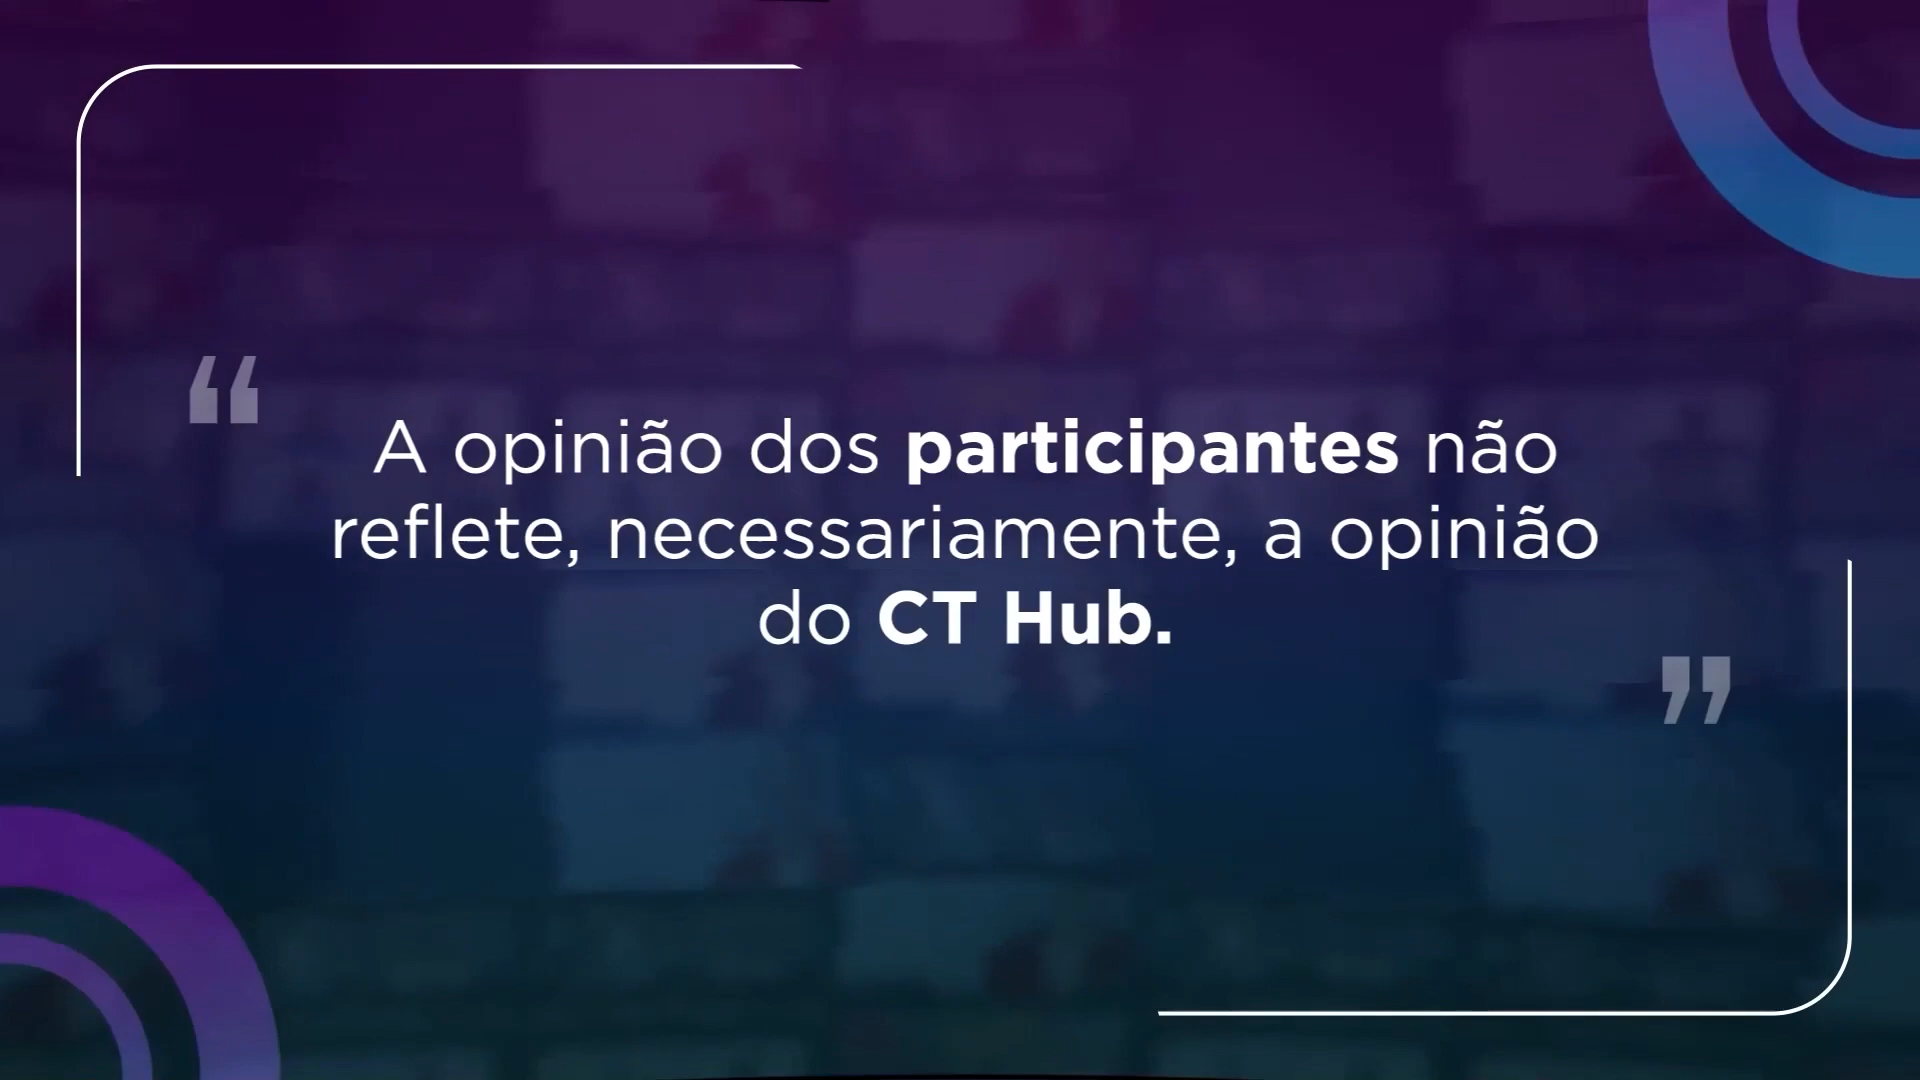 “
A opinião dos participantes não
reflete, necessariamente, a opinião
do CT Hub.
”